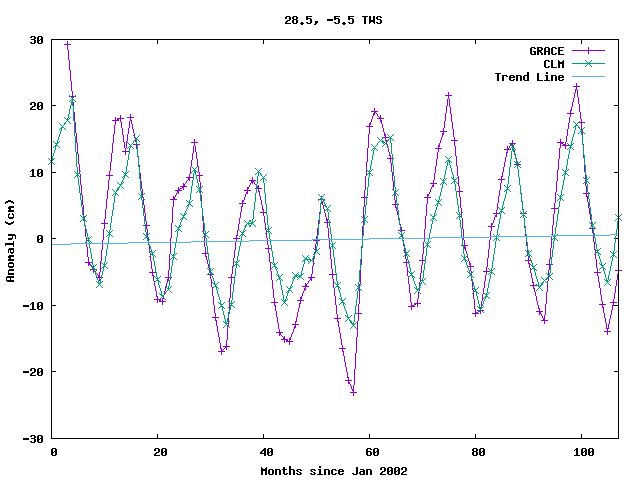 28.5, -5.5 TWS
GRACE
CLM
Trend Line
Anomaly (cm)
30
20
10
0
-10
-20
-30
0 20 40 60 80 100
Months since Jan 2002